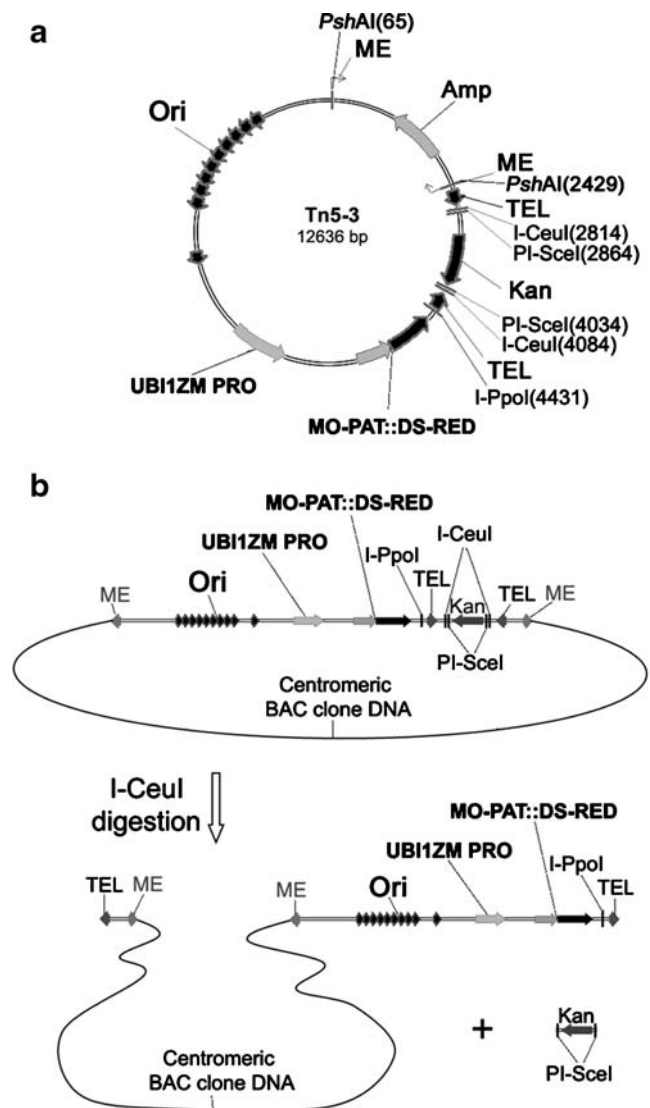 a
PshAI(65)
ME
Amp
Ori
ME
PshAI(2429)
TEL
I-CeuI(2814)
PI-SceI(2864)
Tn5-3
12636 bp
Kan
PI-SceI(4034)
I-CeuI(4084)
TEL
I-PpoI(4431)
UBI1ZM PRO
MO-PAT::DS-RED
b
MO-PAT::DS-RED
I-CeuI
UBI1ZM PRO
I-PpoI
ME
Ori
TEL
Kan
TEL
ME
PI-SceI
Centromeric
BAC clone DNA
I-CeuI
digestion
MO-PAT::DS-RED
UBI1ZM PRO
I-PpoI
TEL
ME
ME
Ori
TEL
Centromeric
BAC clone DNA
+
Kan
PI-SceI